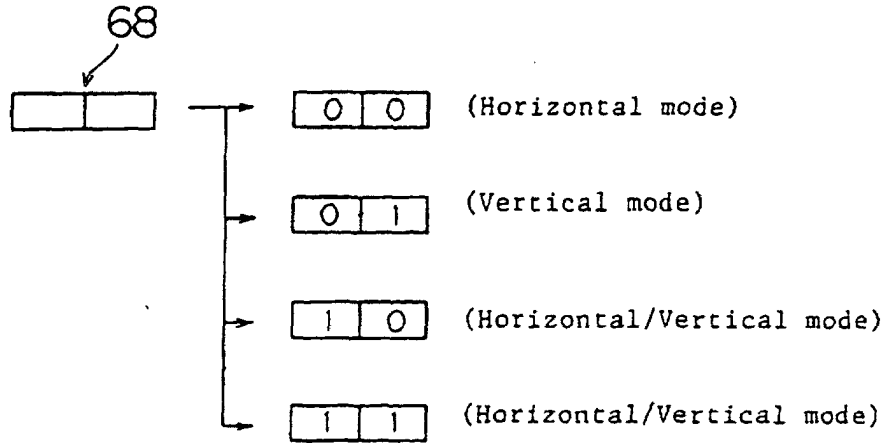 68
0 0 (Horizontal mode)
0 1 (Vertical mode)
1 0 (Horizontal/Vertical mode)
1 1 (Horizontal/Vertical mode)